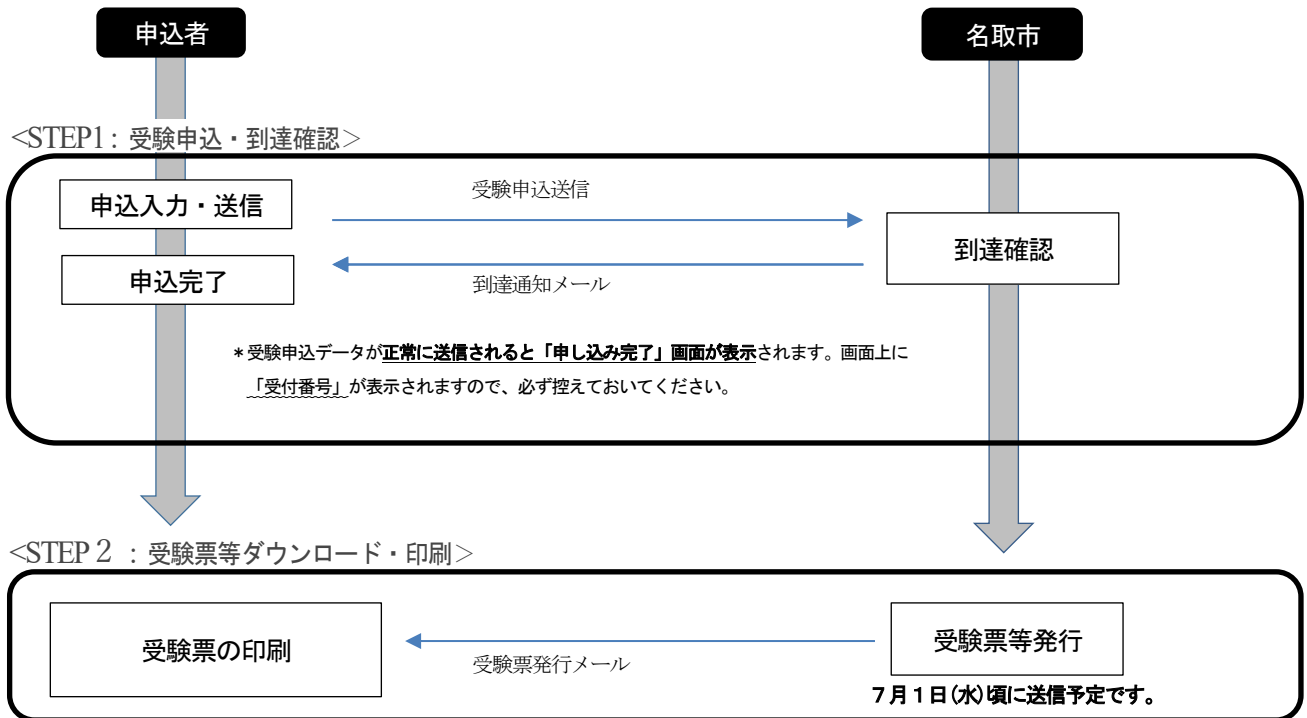 申込者
名取市
<STEP1：受験申込・到達確認>
申込入力・送信
受験申込送信
到達確認
申込完了
到達通知メール
＊受験申込データが正常に送信されると「申し込み完了」画面が表示されます。画面上に
「受付番号」が表示されますので、必ず控えておいてください。
<STEP２：受験票等ダウンロード・印刷>
受験票の印刷
受験票発行メール
受験票等発行
７月１日(水)頃に送信予定です。